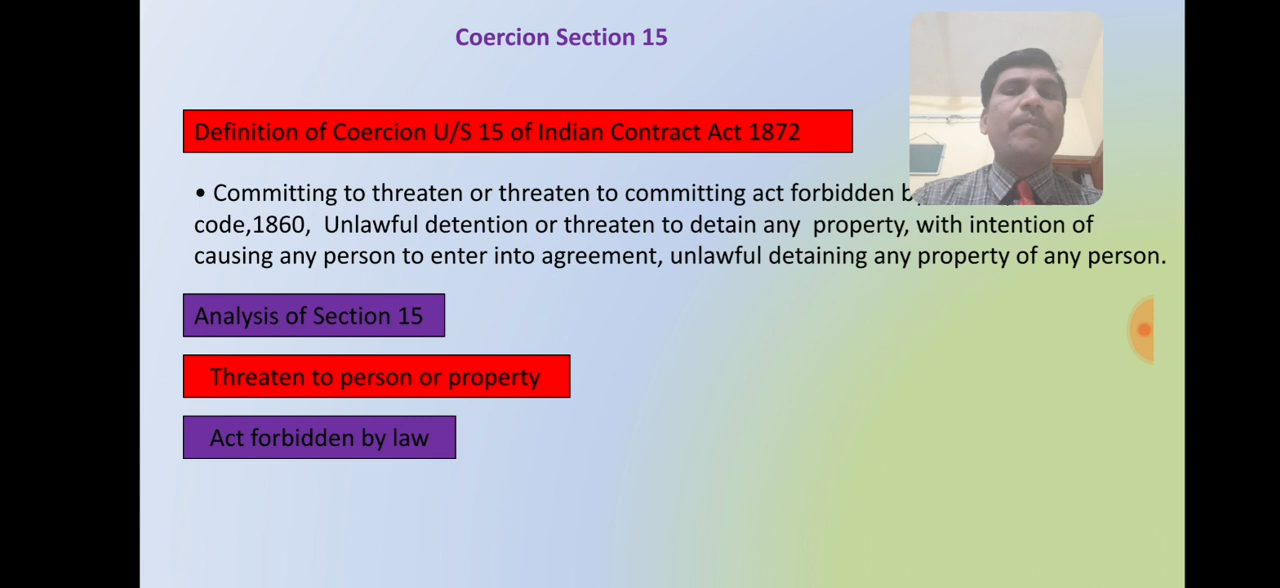 Coercion Section 15
Definition of Coercion U/S 15 of Indian Contract Act 1872
• Committing to threaten or threaten to committing act forbidden
code,1860, Unlawful detention or threaten to detain any property, with intention of
causing any person to enter into agreement, unlawful detaining any property of any person.
Analysis of Section 15
Threaten to person or property
Act forbidden by law